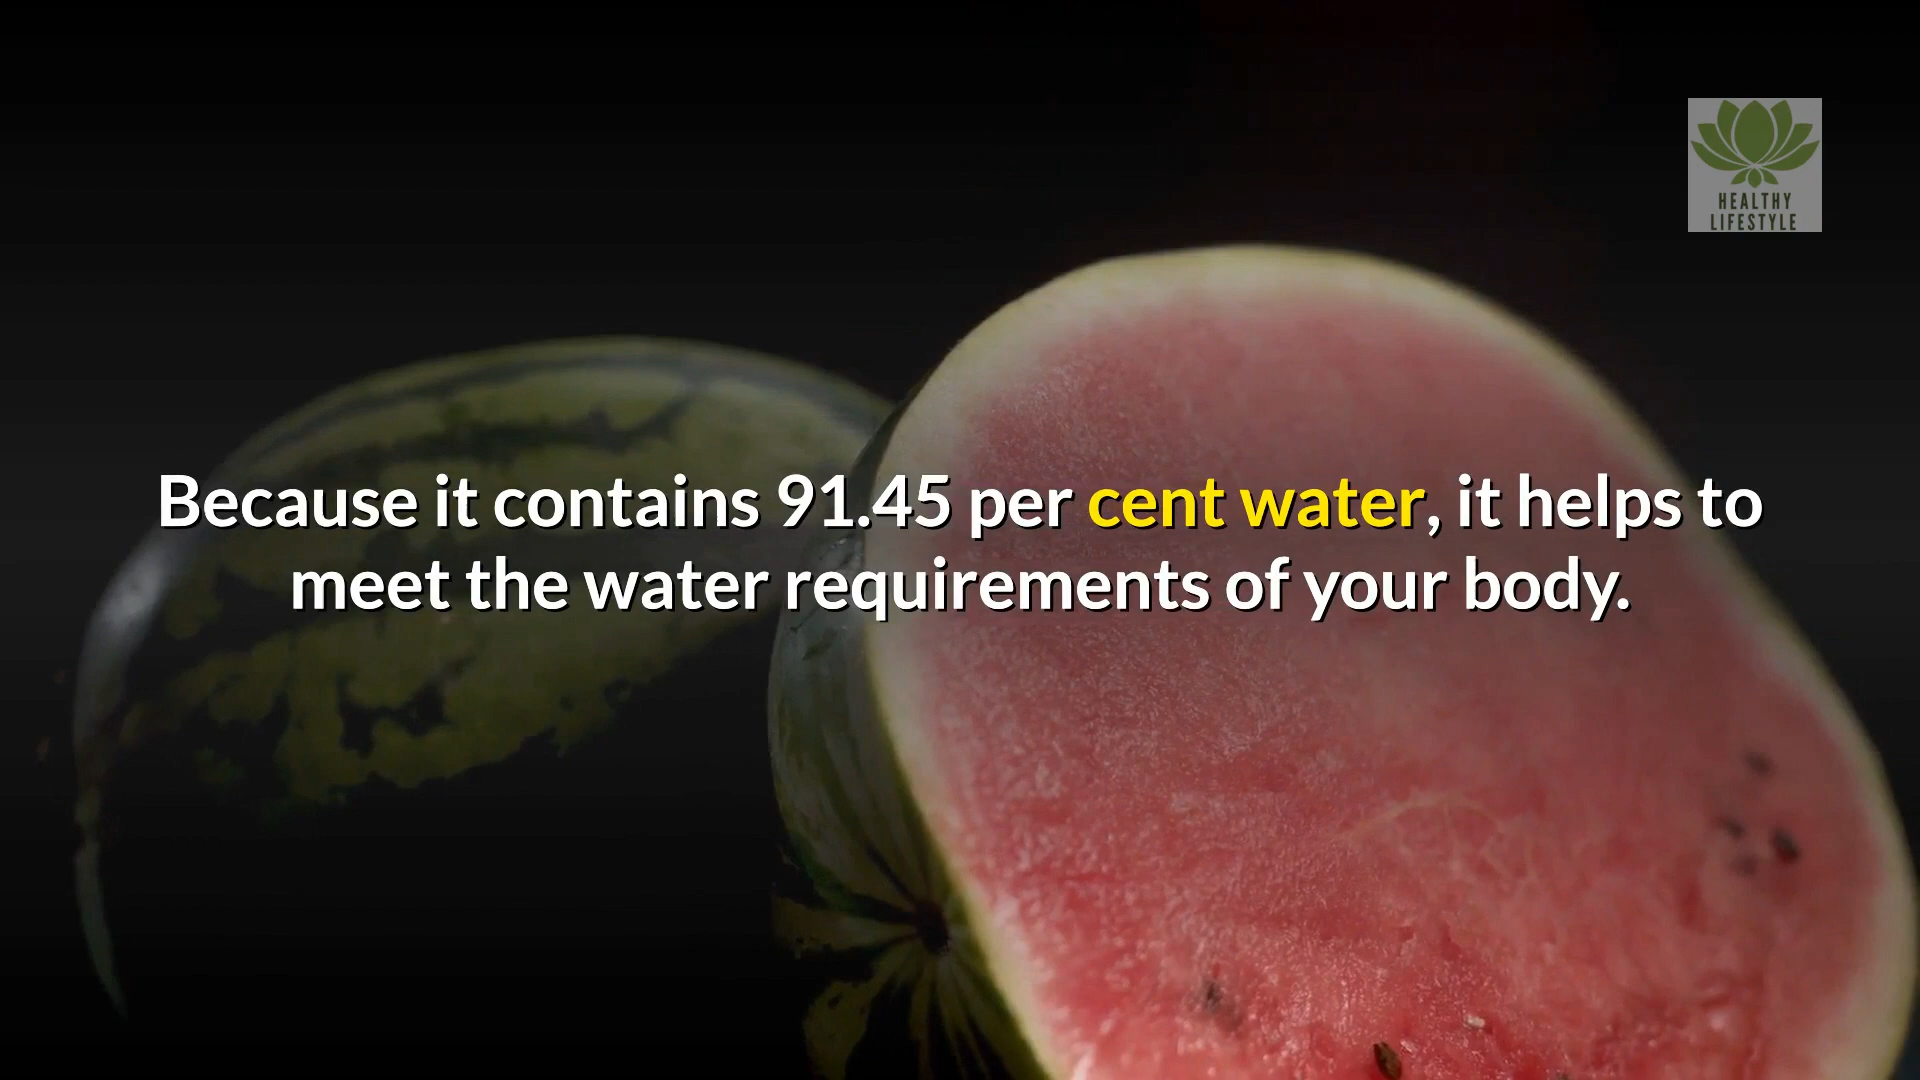 HEALTHY
LIFESTYLE
Because it contains 91.45 per cent water, it helps to
meet the water requirements of your body.